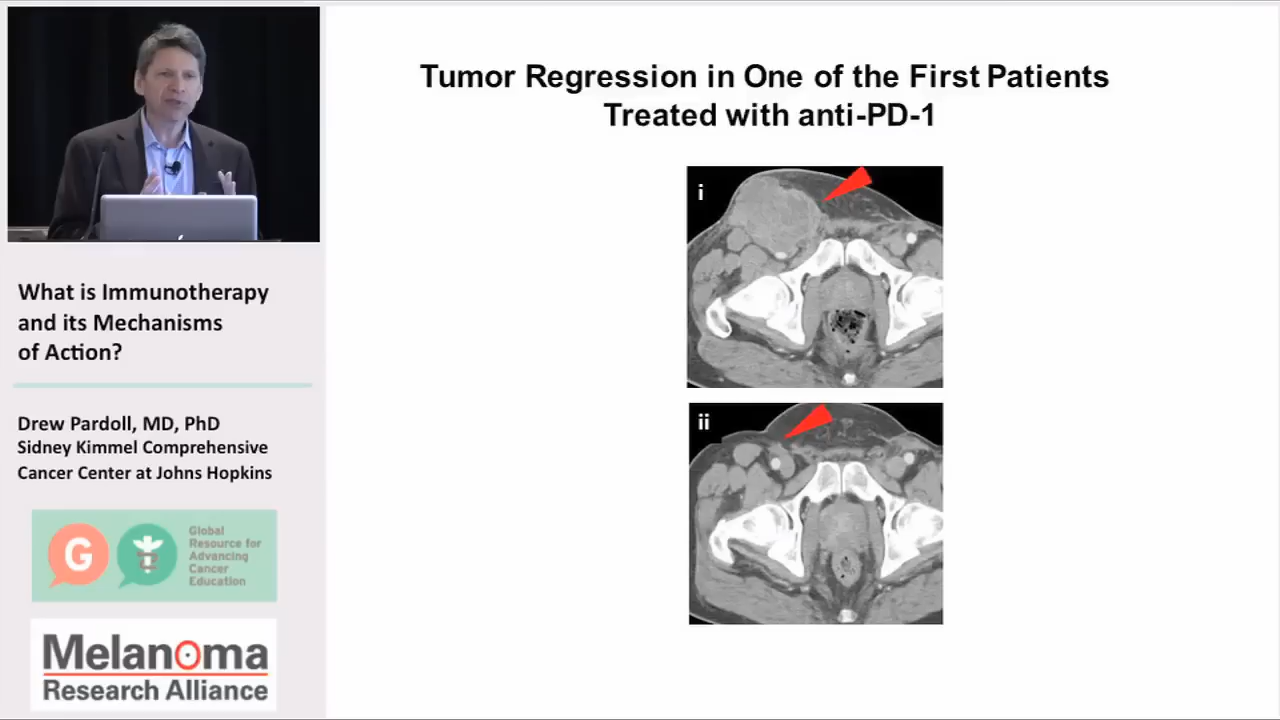 Tumor Regression in One of the First Patients
Treated with anti-PD-1
i
ii
What is Immunotherapy
and its Mechanisms
of Action?
Drew Pardoll, MD, PhD
Sidney Kimmel Comprehensive
Cancer Center at Johns Hopkins
G
Global
Resource for
Advancing
Cancer
Education
Melanoma
Research Alliance